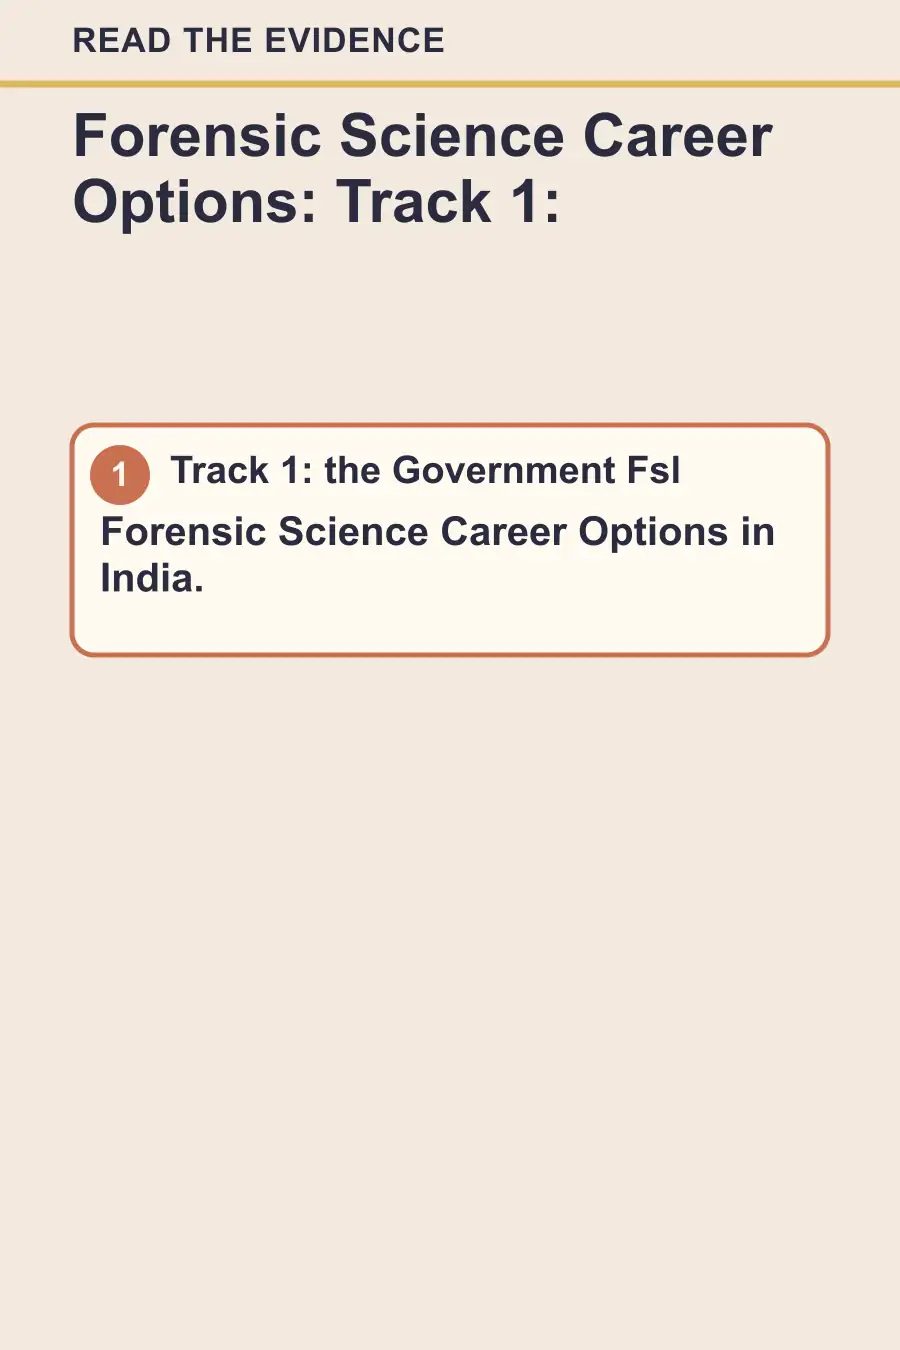 READ THE EVIDENCE
Forensic Science Career
Options: Track 1:
1 Track 1: the Government Fsl
Forensic Science Career Options in
India.